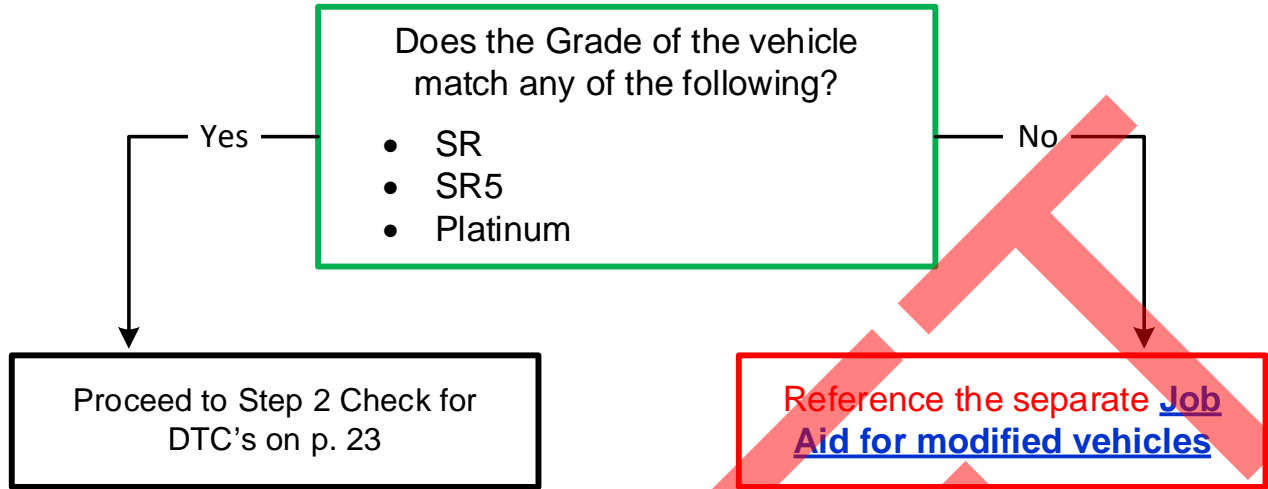 Does the Grade of the vehicle
match any of the following?
• SR
• SR5
• Platinum
Yes
No
Proceed to Step 2 Check for
DTC's on p. 23
Reference the separate Job
Aid for modified vehicles